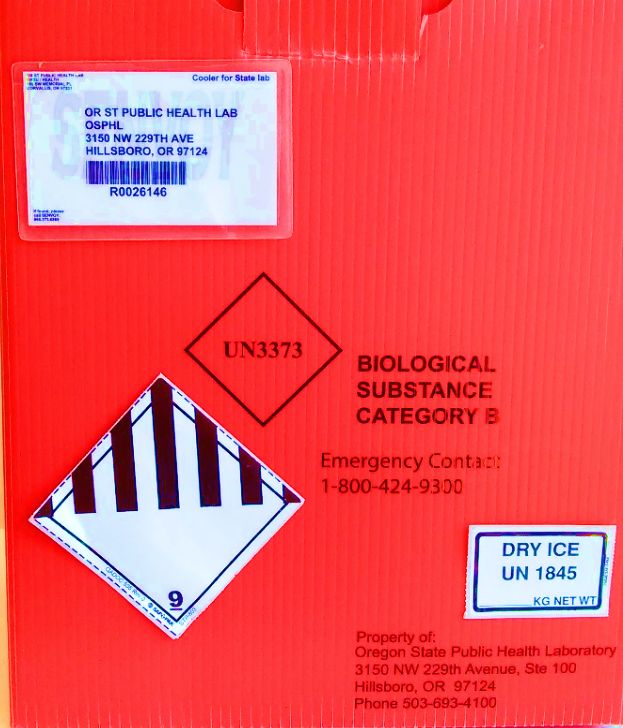 Cooler for State lab
OR ST PUBLIC HEALTH LAB
OSPHL
3150 NW 229TH AVE
HILLSBORO, OR 97124
R0026146
UN3373
BIOLOGICAL
SUBSTANCE
CATEGORY B
Emergency Contact
1-800-424-9300
9
DRY ICE
UN 1845
KG NET WT
Property of:
Oregon State Public Health Laboratory
3150 NW 229th Avenue, Ste 100
Hillsboro, OR 97124
Phone 503-693-4100